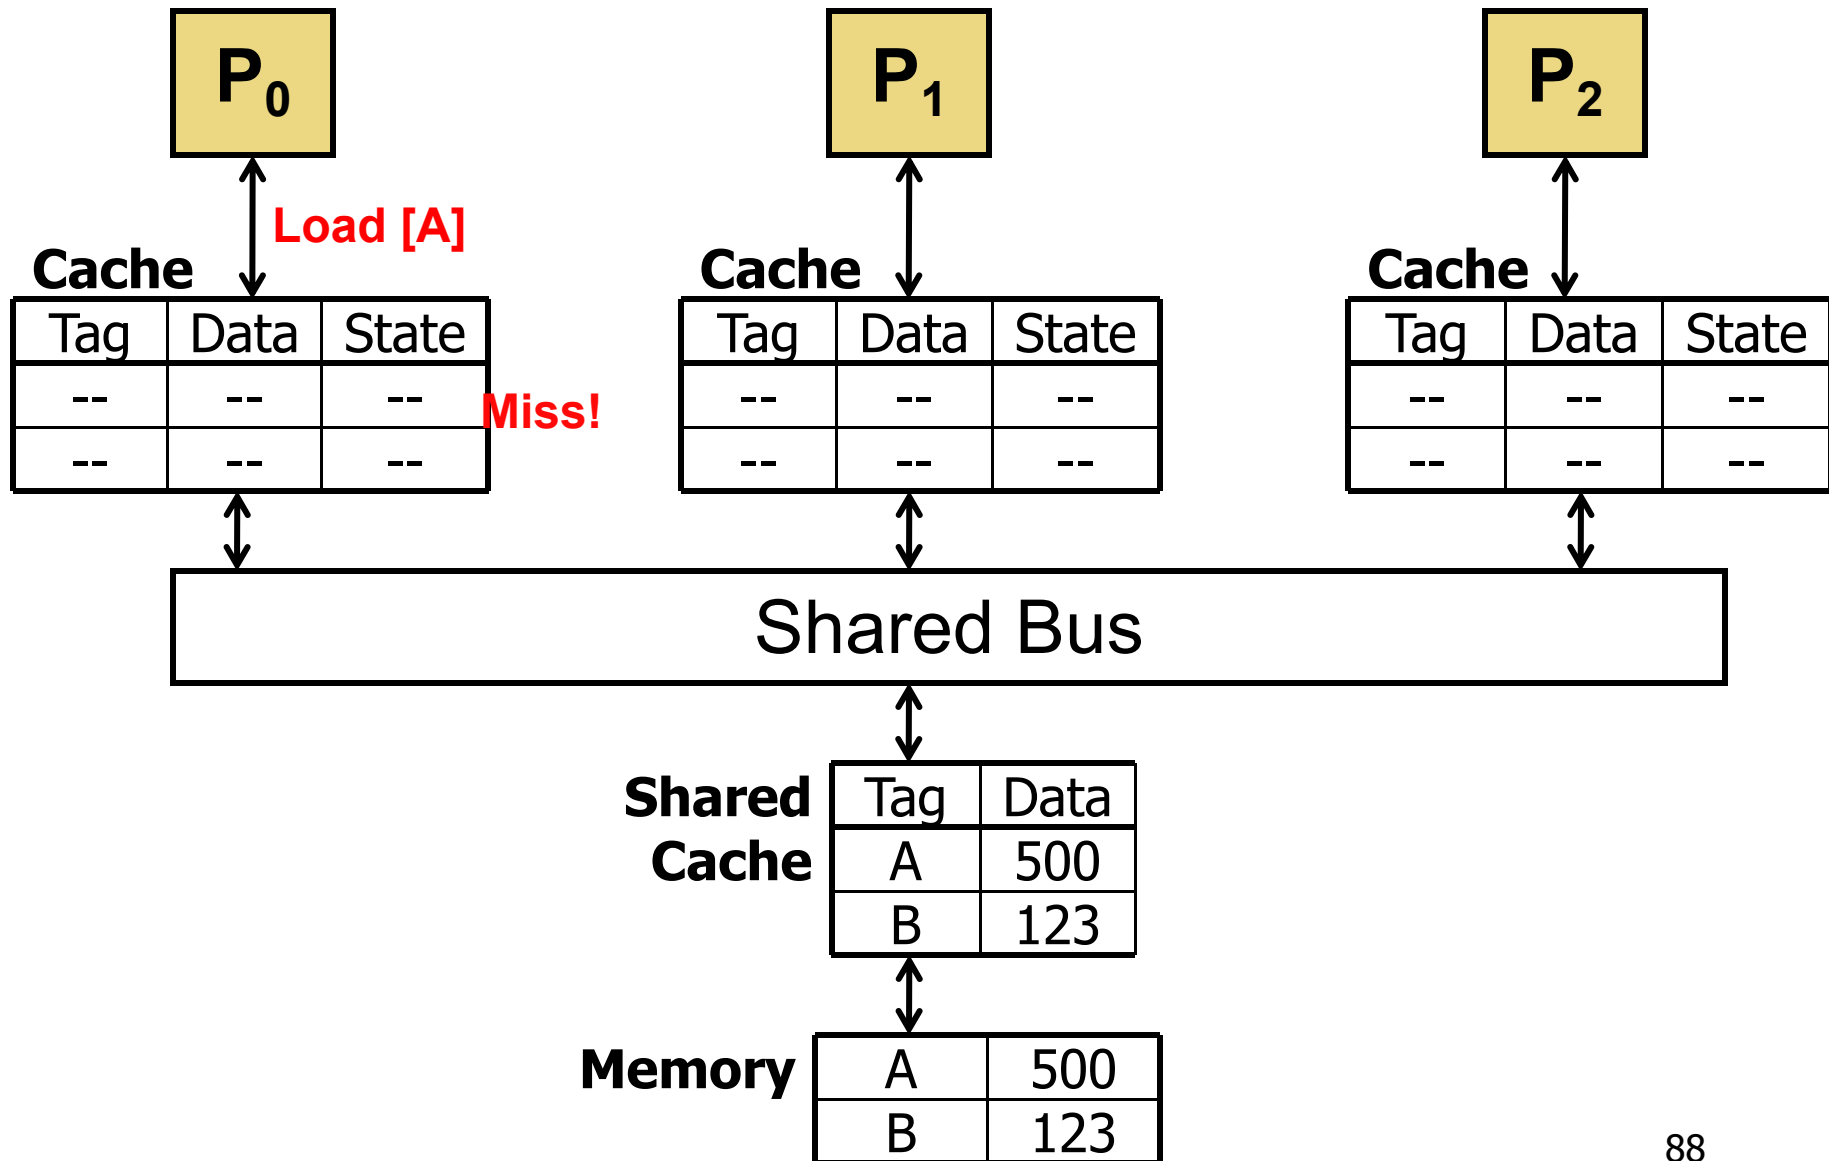 P0 P1 P2
Load [A]
Cache Cache Cache
Tag Data State Tag Data State Tag Data State
-- -- -- -- -- -- -- -- --
Miss!
-- -- -- -- -- -- -- -- --
Shared Bus
Shared Tag Data
Cache A 500
B 123
Memory A 500
B 123
88